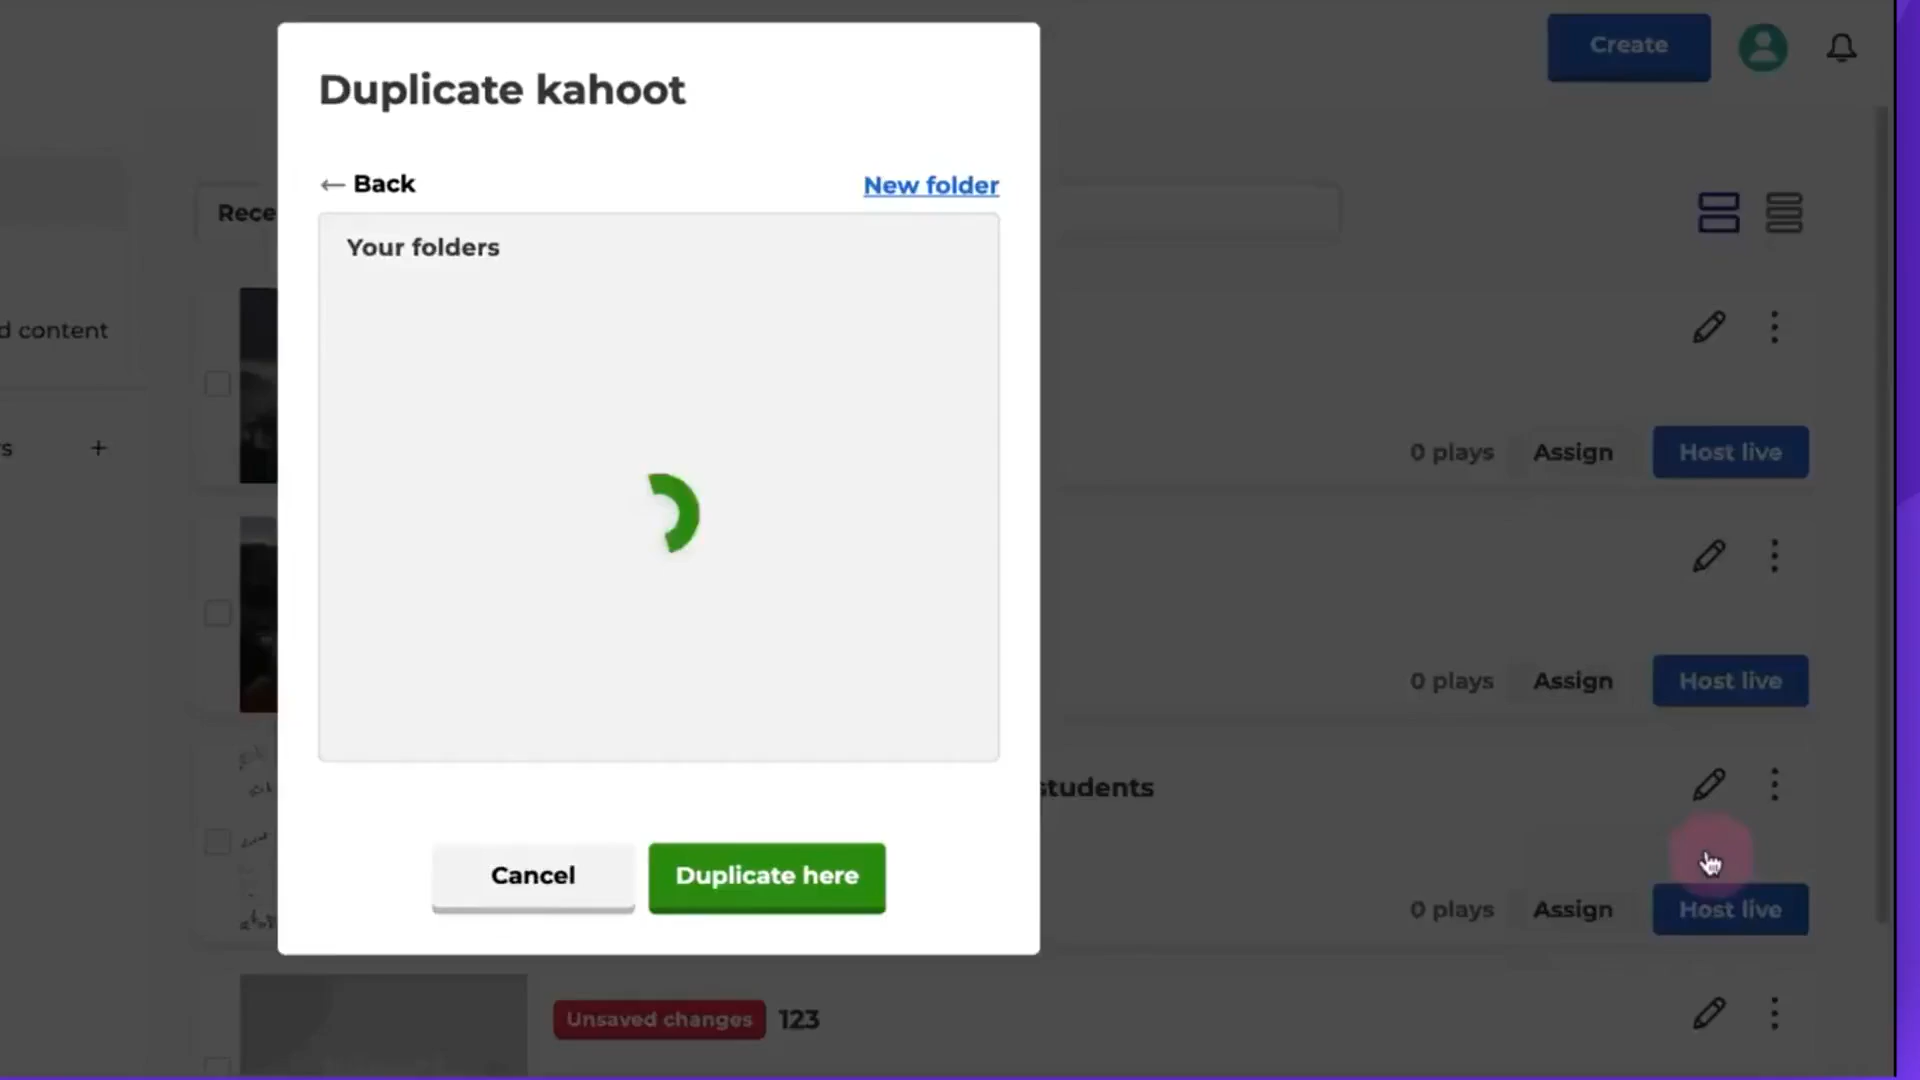 Create
Duplicate kahoot
← Back
New folder
Rece
Your folders
d content
s +
0 plays
Assign
Host live
0 plays
Assign
Host live
students
0 plays
Assign
Host live
Cancel
Duplicate here
Unsaved changes
123